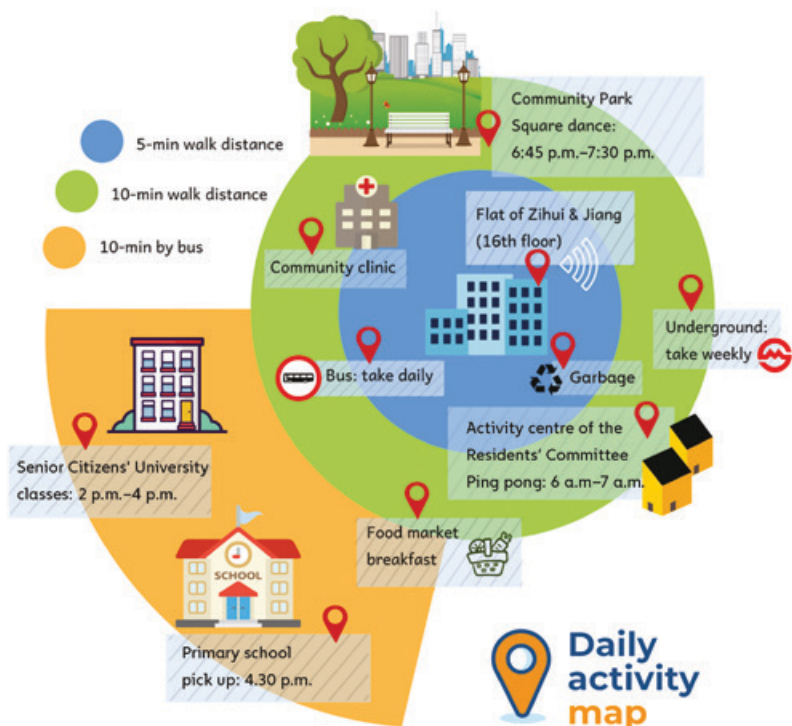 Community Park
Square dance:
6:45 p.m.–7:30 p.m.
5-min walk distance
10-min walk distance
10-min by bus
Flat of Zihui & Jiang
(16th floor)
Community clinic
Underground:
take weekly
Bus: take daily
Garbage
Activity centre of the
Residents' Committee
Ping pong: 6 a.m–7 a.m.
Senior Citizens' University
classes: 2 p.m.–4 p.m.
Food market
breakfast
SCHOOL
Primary school
pick up: 4.30 p.m.
Daily
activity
map